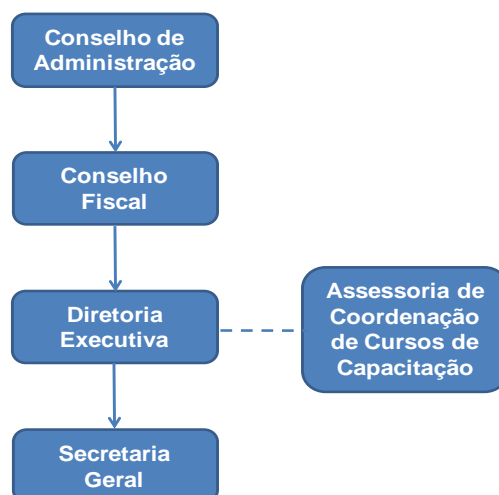 Conselho de
Administração
Conselho
Fiscal
Diretoria
Executiva
Assessoria de
Coordenação
de Cursos de
Capacitação
Secretaria
Geral